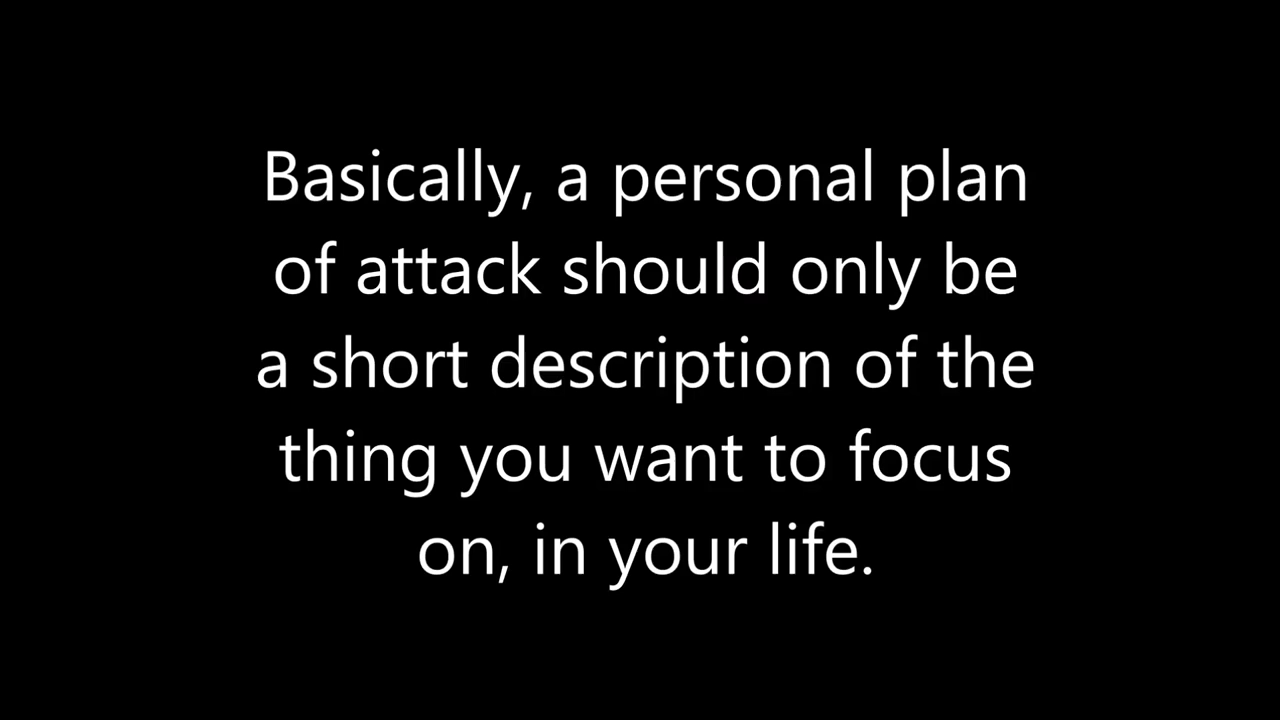 Basically, a personal plan
of attack should only be
a short description of the
thing you want to focus
on, in your life.